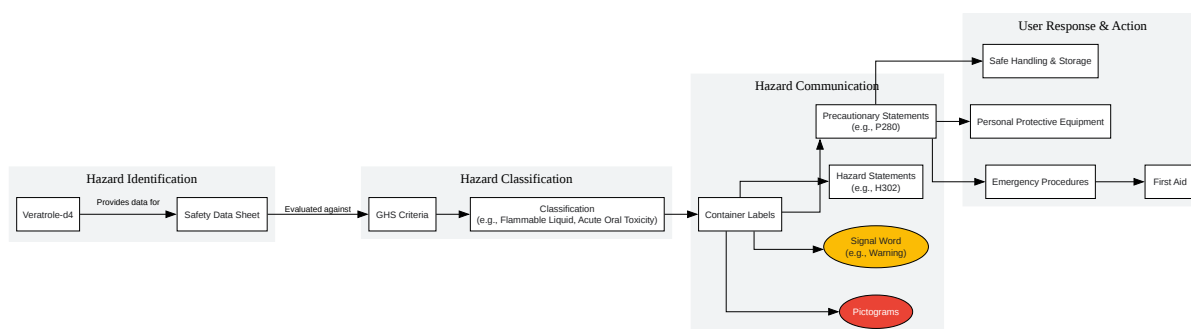 Hazard Identification
Veratrole-d4
Provides data for
Safety Data Sheet
Evaluated against
Hazard Classification
GHS Criteria
Classification
(e.g., Flammable Liquid, Acute Oral Toxicity)
Hazard Communication
Container Labels
Precautionary Statements
(e.g., P280)
Hazard Statements
(e.g., H302)
Signal Word
(e.g., Warning)
Pictograms
User Response & Action
Safe Handling & Storage
Personal Protective Equipment
Emergency Procedures
First Aid